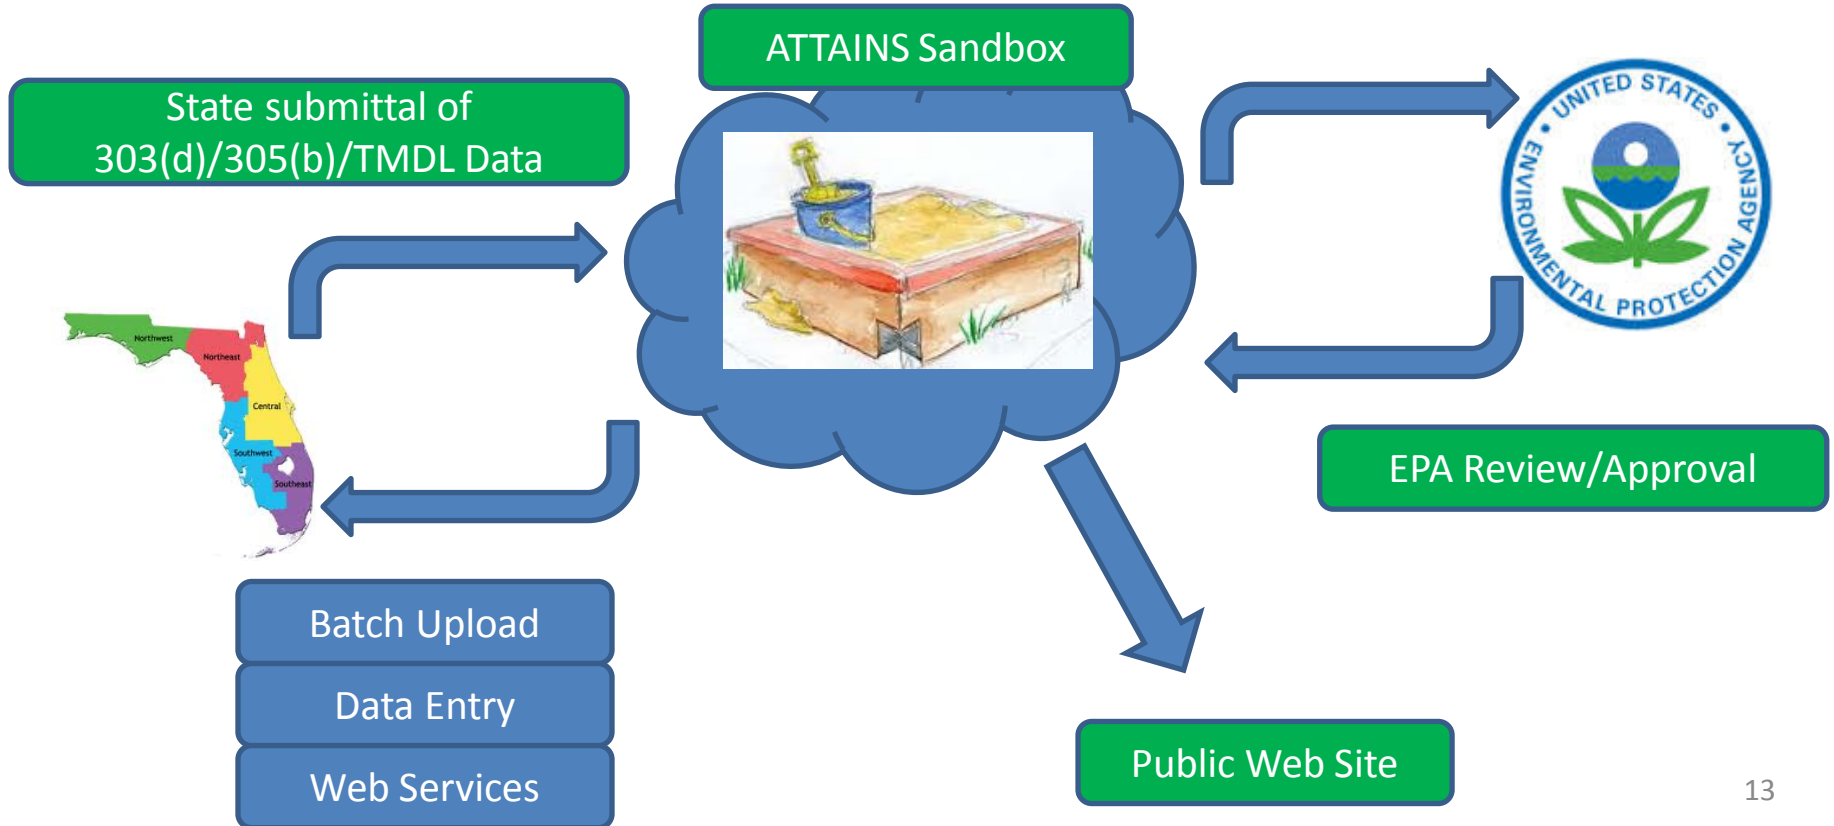 ATTAINS Sandbox
State submittal of
303(d)/305(b)/TMDL Data
UNITED STATES
ENVIRONMENTAL PROTECTION AGENCY
Northwest
Northeast
Central
Southwest
Southeast
EPA Review/Approval
Batch Upload
Data Entry
Web Services
Public Web Site
13